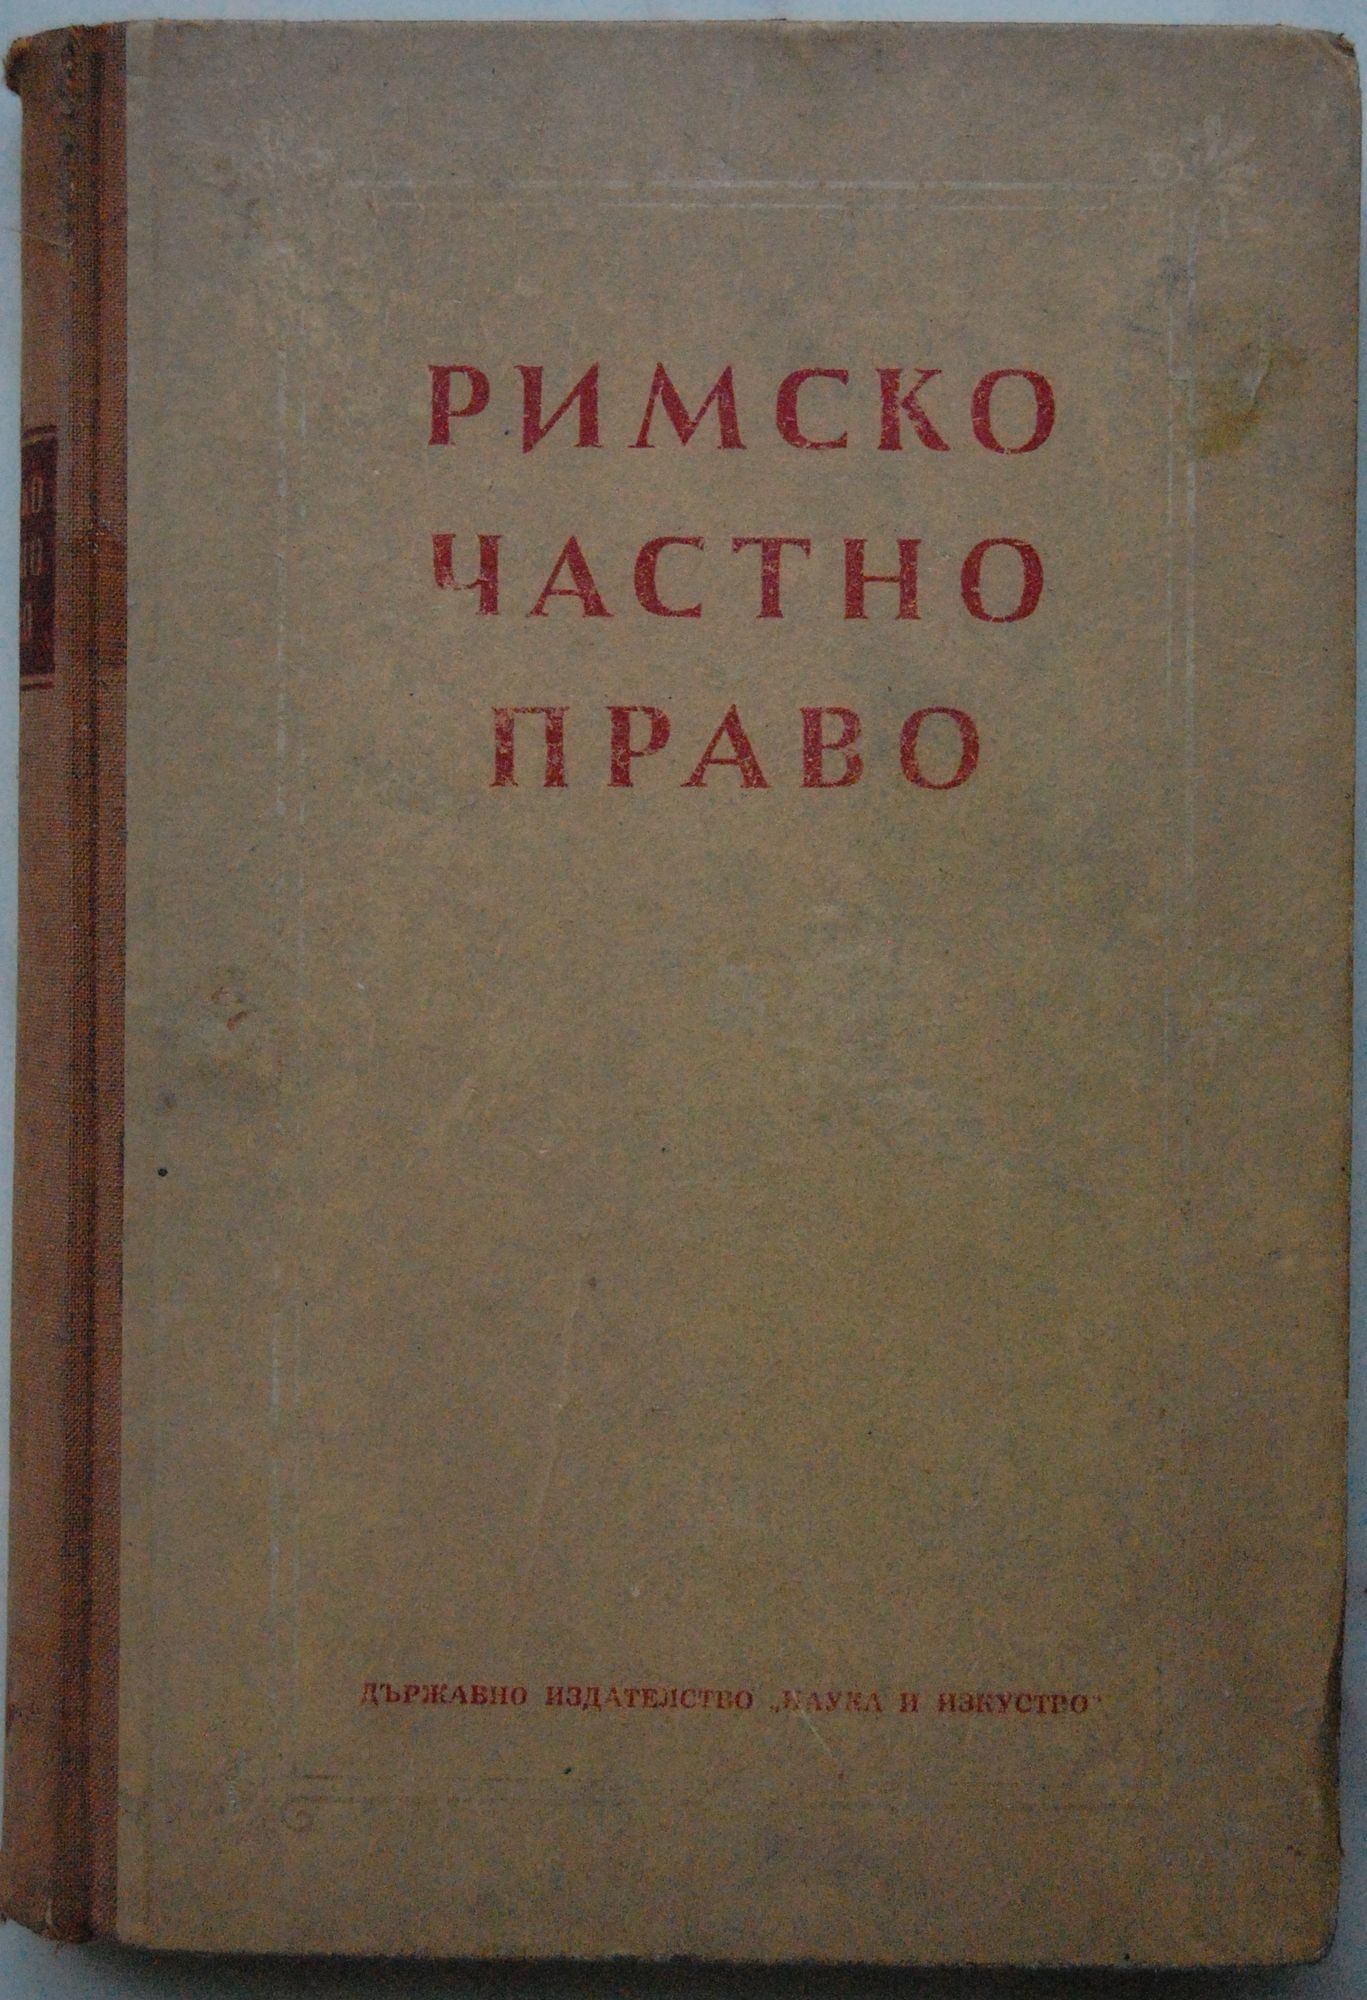 РИМСКО
ЧАСТНО
ПРАВО
ДЪРЖАВНО ИЗДАТЕЛСТВО „НАУКА И ИЗКУСТВО“